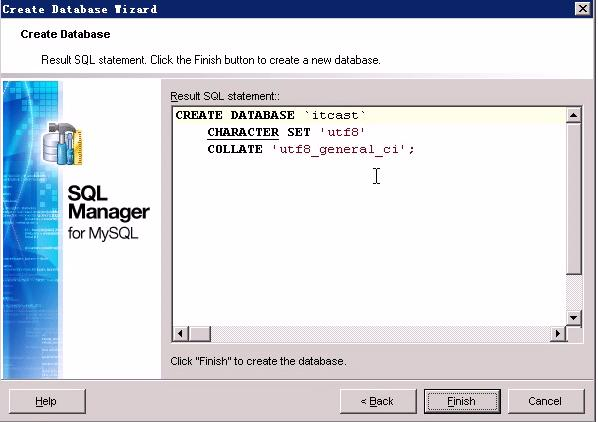 Create Database Wizard
Create Database
Result SQL statement. Click the Finish button to create a new database.
Result SQL statement::
CREATE DATABASE `itcast`
CHARACTER SET 'utf8'
COLLATE 'utf8_general_ci';
SQL
Manager
for MySQL
Click "Finish" to create the database.
Help
< Back
Finish
Cancel